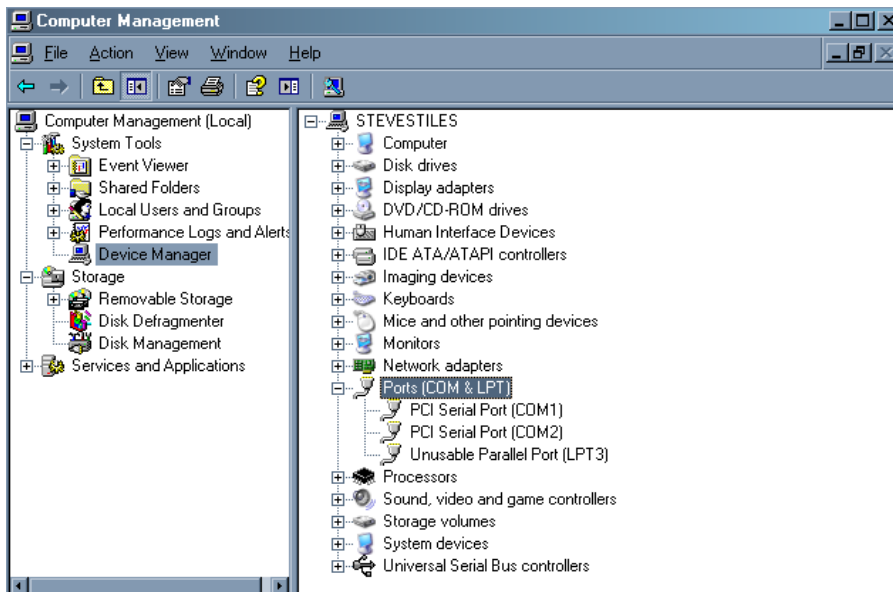 Computer Management
File Action View Window Help
Computer Management (Local)
System Tools
Event Viewer
Shared Folders
Local Users and Groups
Performance Logs and Alerts
Device Manager
Storage
Removable Storage
Disk Defragmenter
Disk Management
Services and Applications
STEVESTILES
Computer
Disk drives
Display adapters
DVD/CD-ROM drives
Human Interface Devices
IDE ATA/ATAPI controllers
Imaging devices
Keyboards
Mice and other pointing devices
Monitors
Network adapters
Ports (COM & LPT)
PCI Serial Port (COM1)
PCI Serial Port (COM2)
Unusable Parallel Port (LPT3)
Processors
Sound, video and game controllers
Storage volumes
System devices
Universal Serial Bus controllers